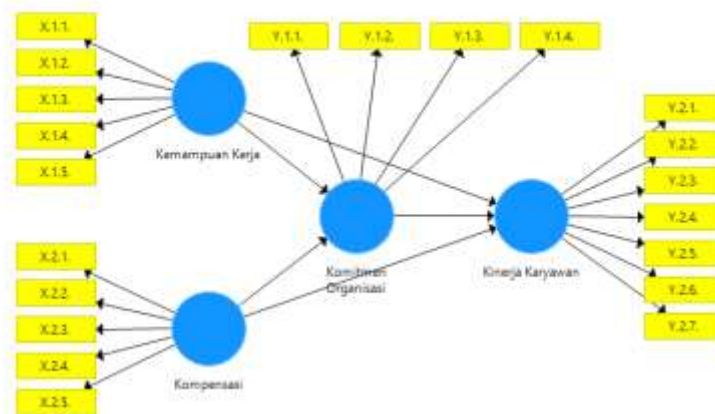 X.1.1.
X.1.2.
X.1.3.
X.1.4.
X.1.5.
Kemampuan Kerja
Y.1.1.
Y.1.2.
Y.1.3.
Y.1.4.
Komitmen
Organisasi
Kinerja Karyawan
Y.2.1.
Y.2.2.
Y.2.3.
Y.2.4.
Y.2.5.
Y.2.6.
Y.2.7.
X.2.1.
X.2.2.
X.2.3.
X.2.4.
X.2.5.
Kompensasi